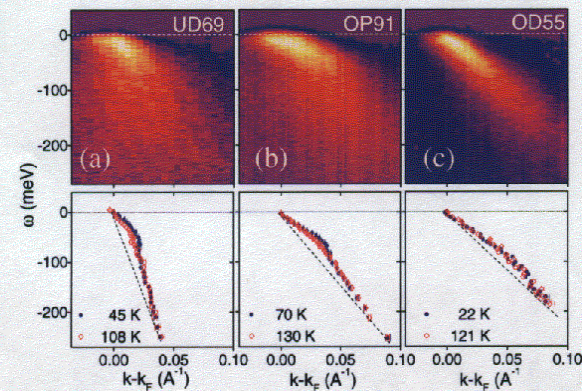 UD69 OP91 OD55
0
-100
-200
(a) (b) (c)
ω (meV)
0
-100
-200
45 K 70 K 22 K
108 K 130 K 121 K
0.00 0.05 0.10 0.00 0.05 0.10 0.00 0.05 0.10
k-k_F (A⁻¹) k-k_F (A⁻¹) k-k_F (A⁻¹)